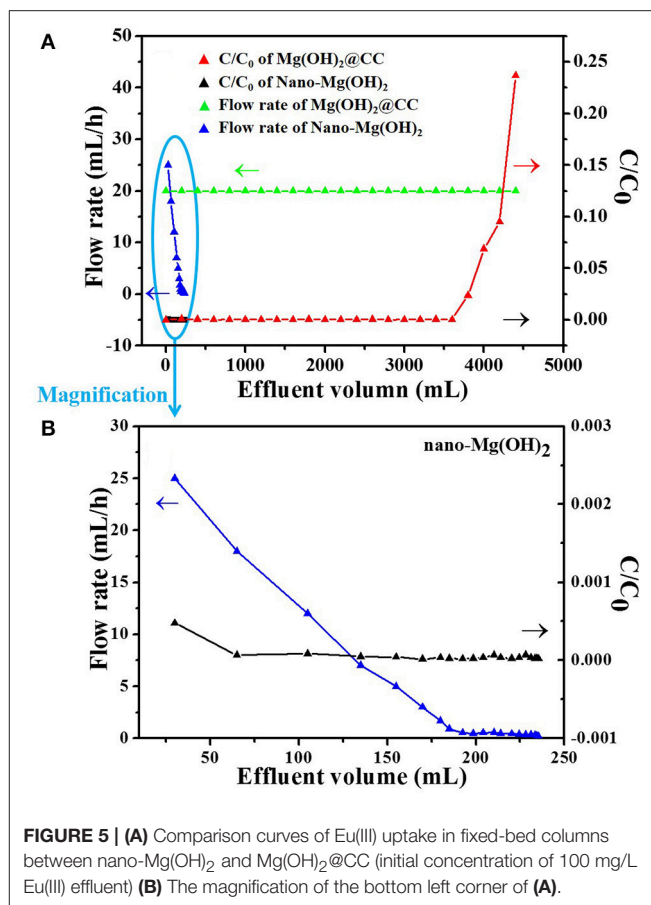 A
C/C₀ of Mg(OH)₂@CC
C/C₀ of Nano-Mg(OH)₂
Flow rate of Mg(OH)₂@CC
Flow rate of Nano-Mg(OH)₂
Flow rate (mL/h)
50
40
30
20
10
0
-10
0.25
0.20
0.15
0.10
0.05
0.00
C/C₀
0 1000 2000 3000 4000 5000
Effluent volumn (mL)
Magnification
B
nano-Mg(OH)₂
Flow rate (mL/h)
30
25
20
15
10
5
0
0.003
0.002
0.001
0.000
-0.001
C/C₀
50 100 150 200 250
Effluent volume (mL)
FIGURE 5 | (A) Comparison curves of Eu(III) uptake in fixed-bed columns
between nano-Mg(OH)₂ and Mg(OH)₂@CC (initial concentration of 100 mg/L
Eu(III) effluent) (B) The magnification of the bottom left corner of (A).